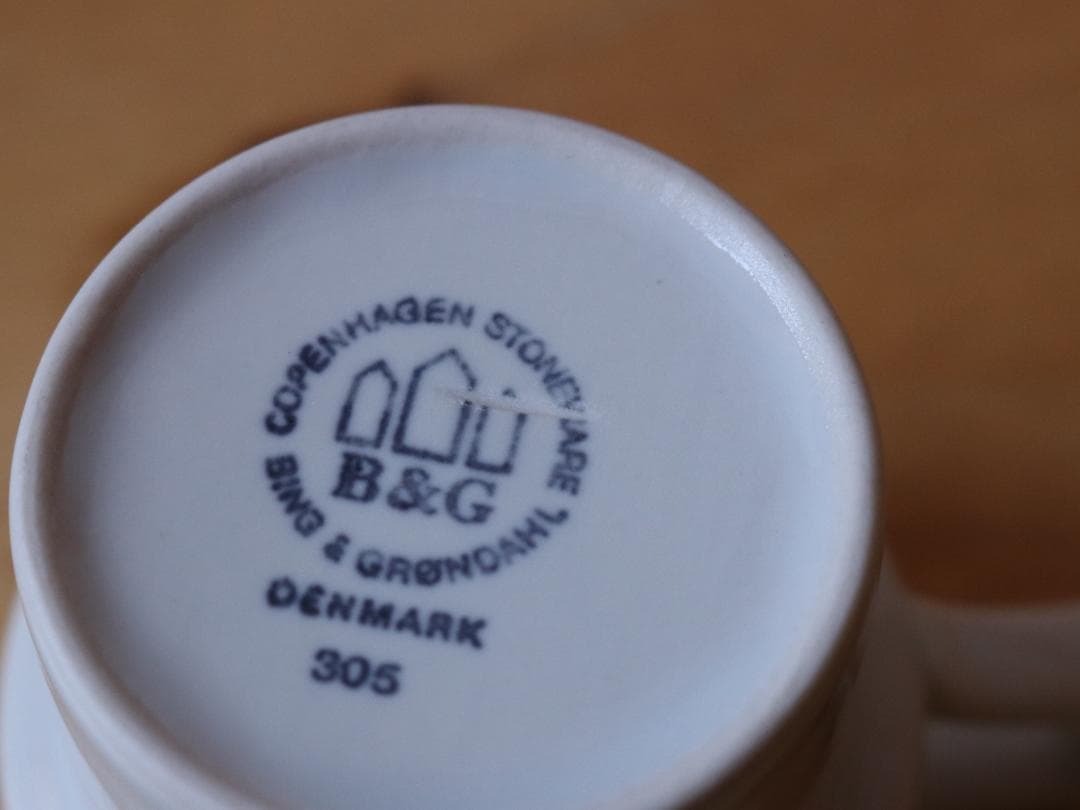 COPENHAGEN STONEWARE
B&G
BING & GRØNDAHL
DENMARK
305